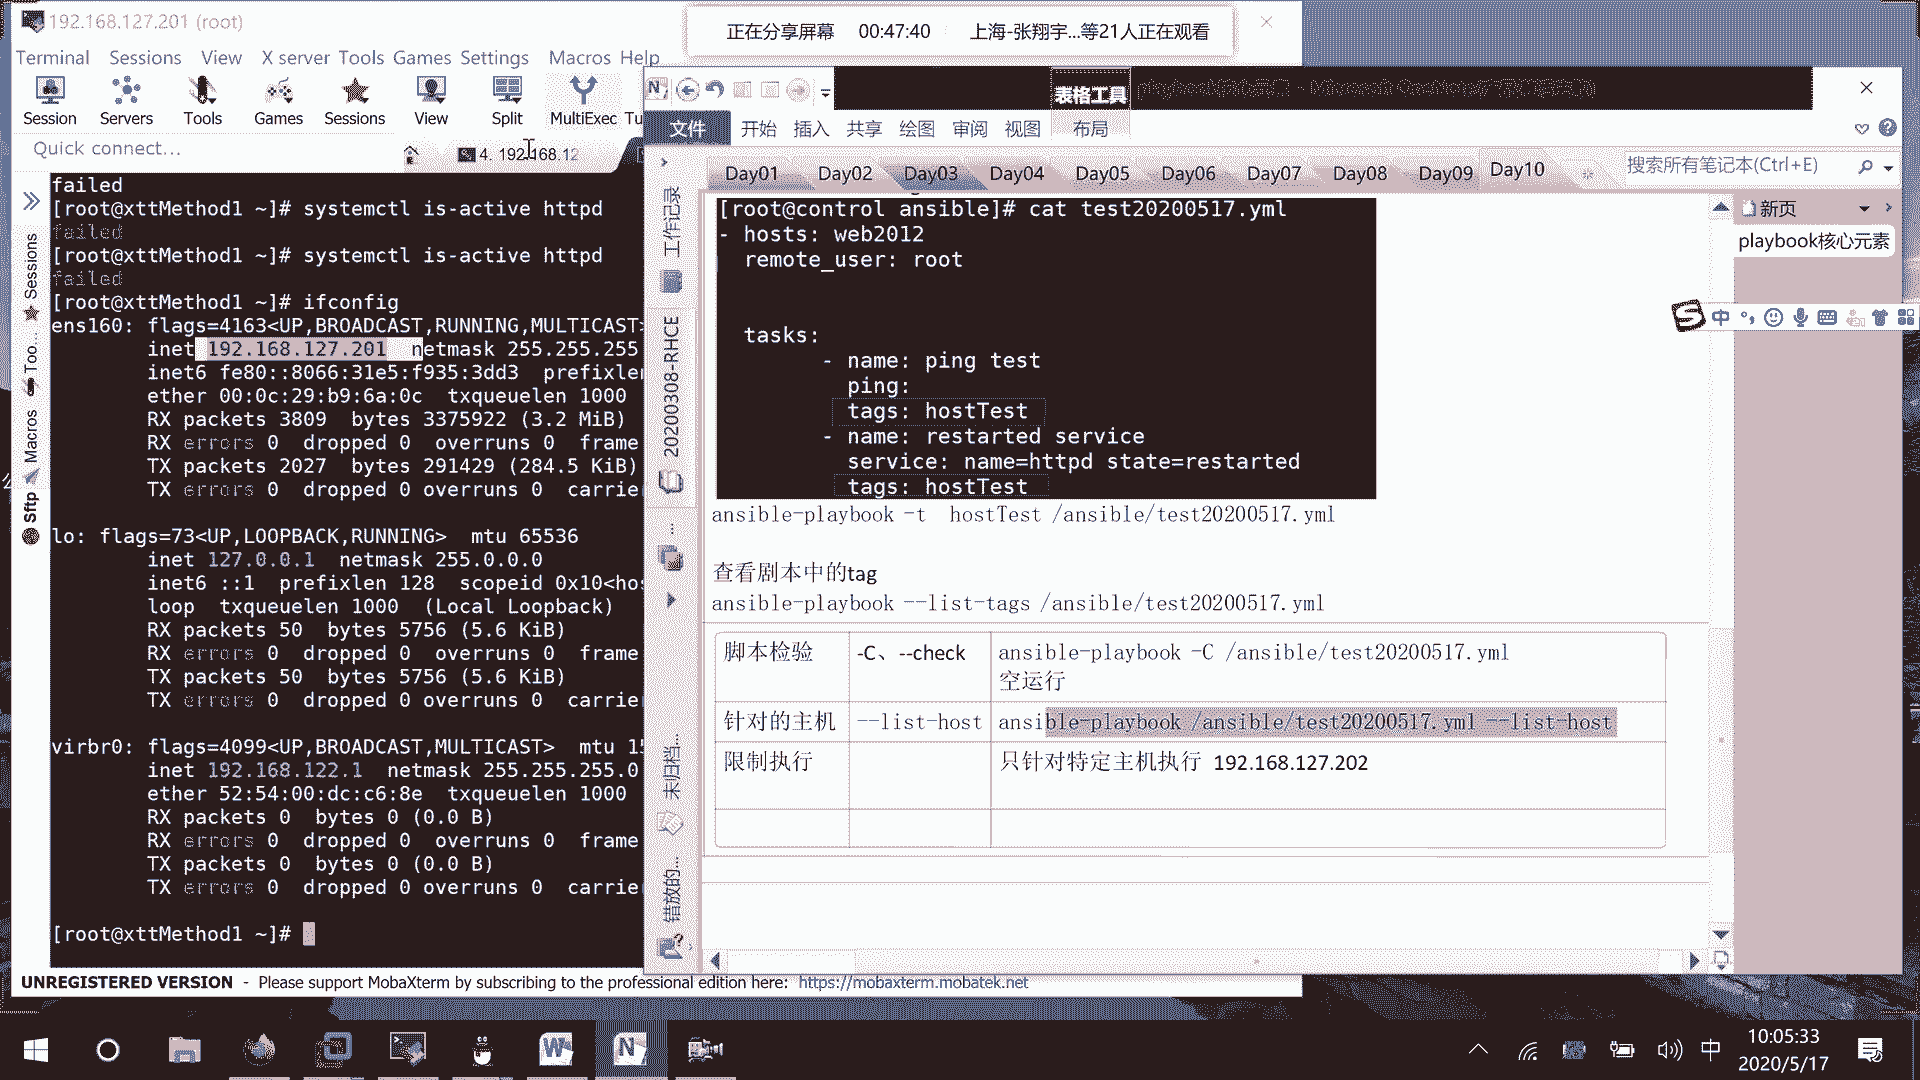 192.168.127.201 (root)
正在分享屏幕 00:47:40 上海-张翔宇...等21人正在观看
Terminal Sessions View X server Tools Games Settings Macros Help
Session Servers Tools Games Sessions View Split MultiExec Tu
Quick connect...
4. 192.168.12
failed
[root@xttMethod1 ~]# systemctl is-active httpd
failed
[root@xttMethod1 ~]# systemctl is-active httpd
failed
[root@xttMethod1 ~]# ifconfig
ens160: flags=4163<UP,BROADCAST,RUNNING,MULTICAST>
inet 192.168.127.201 netmask 255.255.255
inet6 fe80::8066:31e5:f935:3dd3 prefixlen
ether 00:0c:29:b9:6a:0c txqueuelen 1000
RX packets 3809 bytes 3375922 (3.2 MiB)
RX errors 0 dropped 0 overruns 0 frame
TX packets 2027 bytes 291429 (284.5 KiB)
TX errors 0 dropped 0 overruns 0 carrie
lo: flags=73<UP,LOOPBACK,RUNNING> mtu 65536
inet 127.0.0.1 netmask 255.0.0.0
inet6 ::1 prefixlen 128 scopeid 0x10<hos
loop txqueuelen 1000 (Local Loopback)
RX packets 50 bytes 5756 (5.6 KiB)
RX errors 0 dropped 0 overruns 0 frame
TX packets 50 bytes 5756 (5.6 KiB)
TX errors 0 dropped 0 overruns 0 carrie
virbr0: flags=4099<UP,BROADCAST,MULTICAST> mtu 15
inet 192.168.122.1 netmask 255.255.255.0
ether 52:54:00:dc:c6:8e txqueuelen 1000
RX packets 0 bytes 0 (0.0 B)
RX errors 0 dropped 0 overruns 0 frame
TX packets 0 bytes 0 (0.0 B)
TX errors 0 dropped 0 overruns 0 carrie
[root@xttMethod1 ~]#
Sessions
Too...
Macros
Sftp
UNREGISTERED VERSION - Please support MobaXterm by subscribing to the professional edition here: https://mobaxterm.mobatek.net
表格工具
文件 开始 插入 共享 绘图 审阅 视图 布局
Day01 Day02 Day03 Day04 Day05 Day06 Day07 Day08 Day09 Day10
搜索所有笔记本(Ctrl+E)
工作记录
20200308-RHCE
未归档...
错放的...
新页
playbook核心元素
[root@control ansible]# cat test20200517.yml
- hosts: web2012
remote_user: root
tasks:
- name: ping test
ping:
tags: hostTest
- name: restarted service
service: name=httpd state=restarted
tags: hostTest
ansible-playbook -t hostTest /ansible/test20200517.yml
查看剧本中的tag
ansible-playbook --list-tags /ansible/test20200517.yml
脚本检验 -C、--check ansible-playbook -C /ansible/test20200517.yml
空运行
针对的主机 --list-host ansible-playbook /ansible/test20200517.yml --list-host
限制执行 只针对特定主机执行 192.168.127.202
中
中
10:05:33
2020/5/17